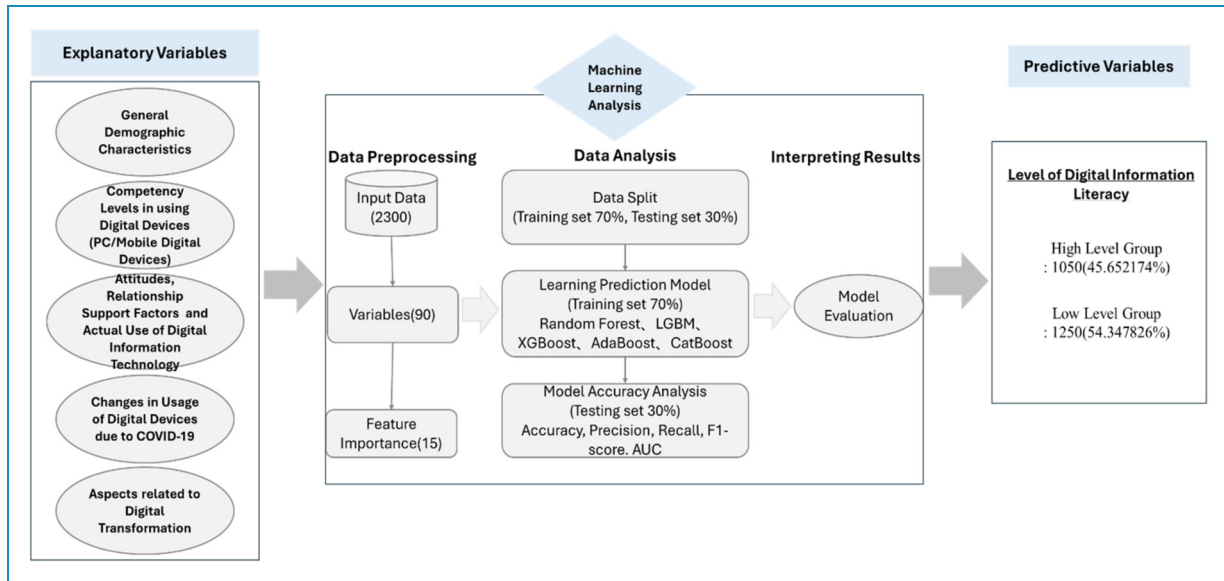 Explanatory Variables
General
Demographic
Characteristics
Competency
Levels in using
Digital Devices
(PC/Mobile Digital
Devices)
Attitudes,
Relationship
Support Factors and
Actual Use of Digital
Information
Technology
Changes in Usage
of Digital Devices
due to COVID-19
Aspects related to
Digital
Transformation
Machine
Learning
Analysis
Data Preprocessing
Input Data
(2300)
Variables(90)
Feature
Importance(15)
Data Analysis
Data Split
(Training set 70%, Testing set 30%)
Learning Prediction Model
(Training set 70%)
Random Forest、LGBM、
XGBoost、AdaBoost、CatBoost
Model Accuracy Analysis
(Testing set 30%)
Accuracy, Precision, Recall, F1-
score. AUC
Interpreting Results
Model
Evaluation
Predictive Variables
Level of Digital Information
Literacy
High Level Group
: 1050(45.652174%)
Low Level Group
: 1250(54.347826%)